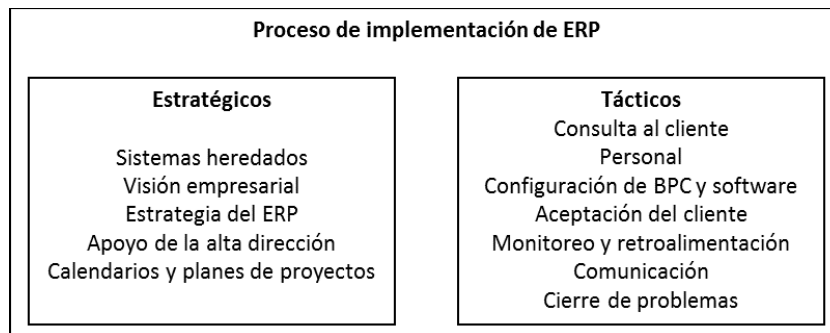 Proceso de implementación de ERP
Estratégicos
Sistemas heredados
Visión empresarial
Estrategia del ERP
Apoyo de la alta dirección
Calendarios y planes de proyectos
Tácticos
Consulta al cliente
Personal
Configuración de BPC y software
Aceptación del cliente
Monitoreo y retroalimentación
Comunicación
Cierre de problemas